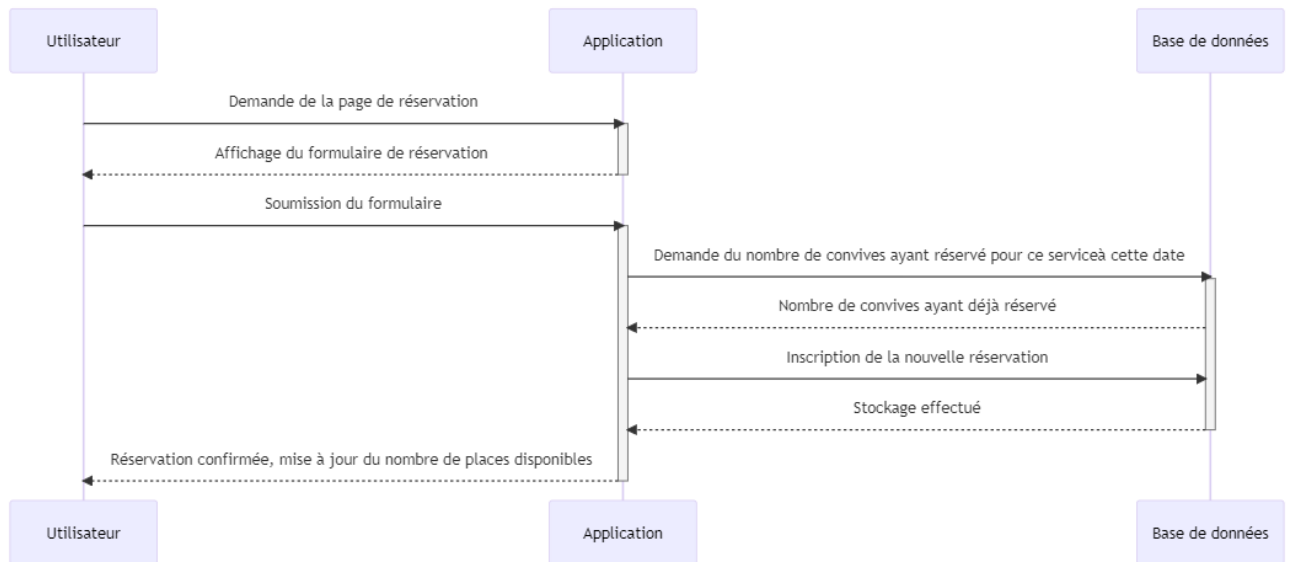 Utilisateur
Application
Base de données
Demande de la page de réservation
Affichage du formulaire de réservation
Soumission du formulaire
Demande du nombre de convives ayant réservé pour ce serviceà cette date
Nombre de convives ayant déjà réservé
Inscription de la nouvelle réservation
Stockage effectué
Réservation confirmée, mise à jour du nombre de places disponibles
Utilisateur
Application
Base de données